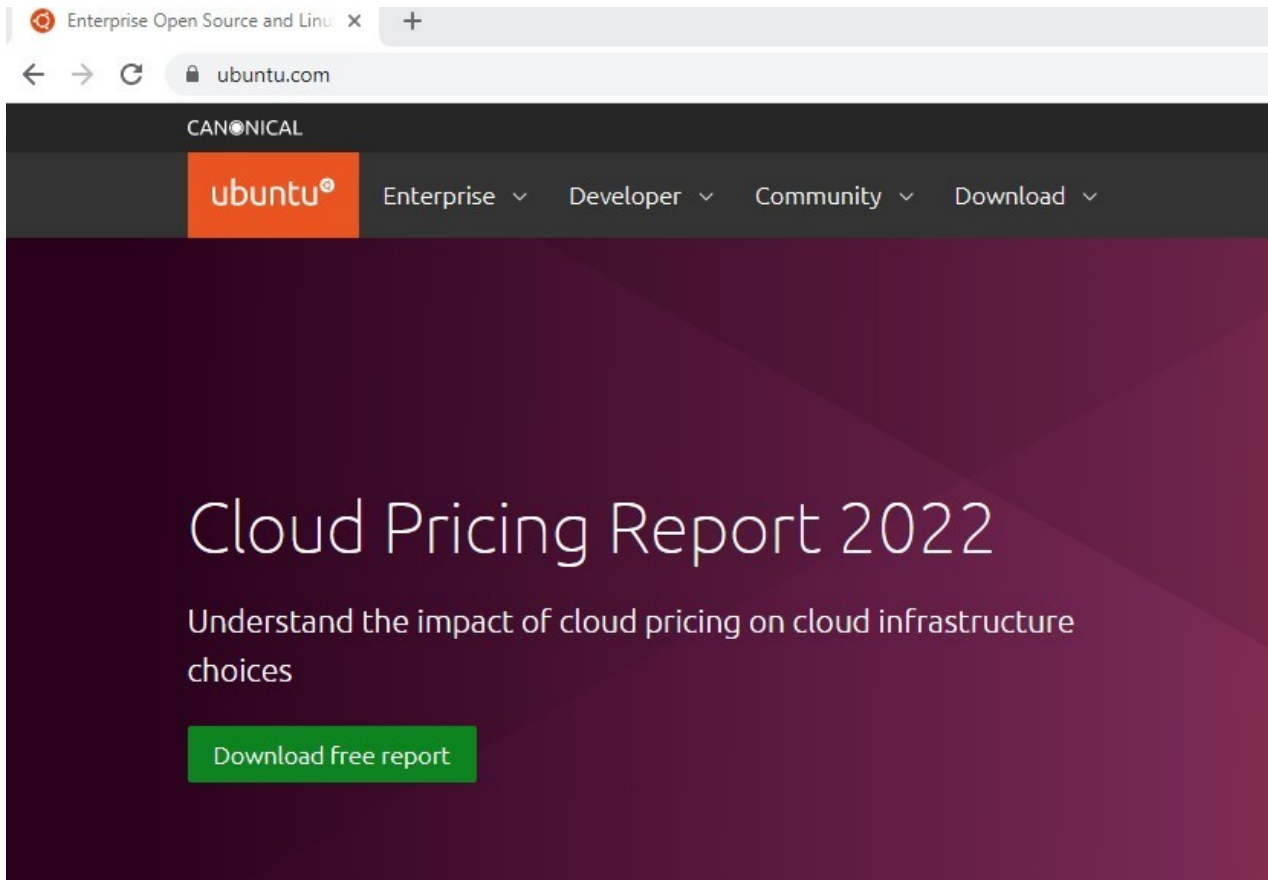 Enterprise Open Source and Linu
ubuntu.com
CANONICAL
ubuntu
Enterprise
Developer
Community
Download
Cloud Pricing Report 2022
Understand the impact of cloud pricing on cloud infrastructure
choices
Download free report